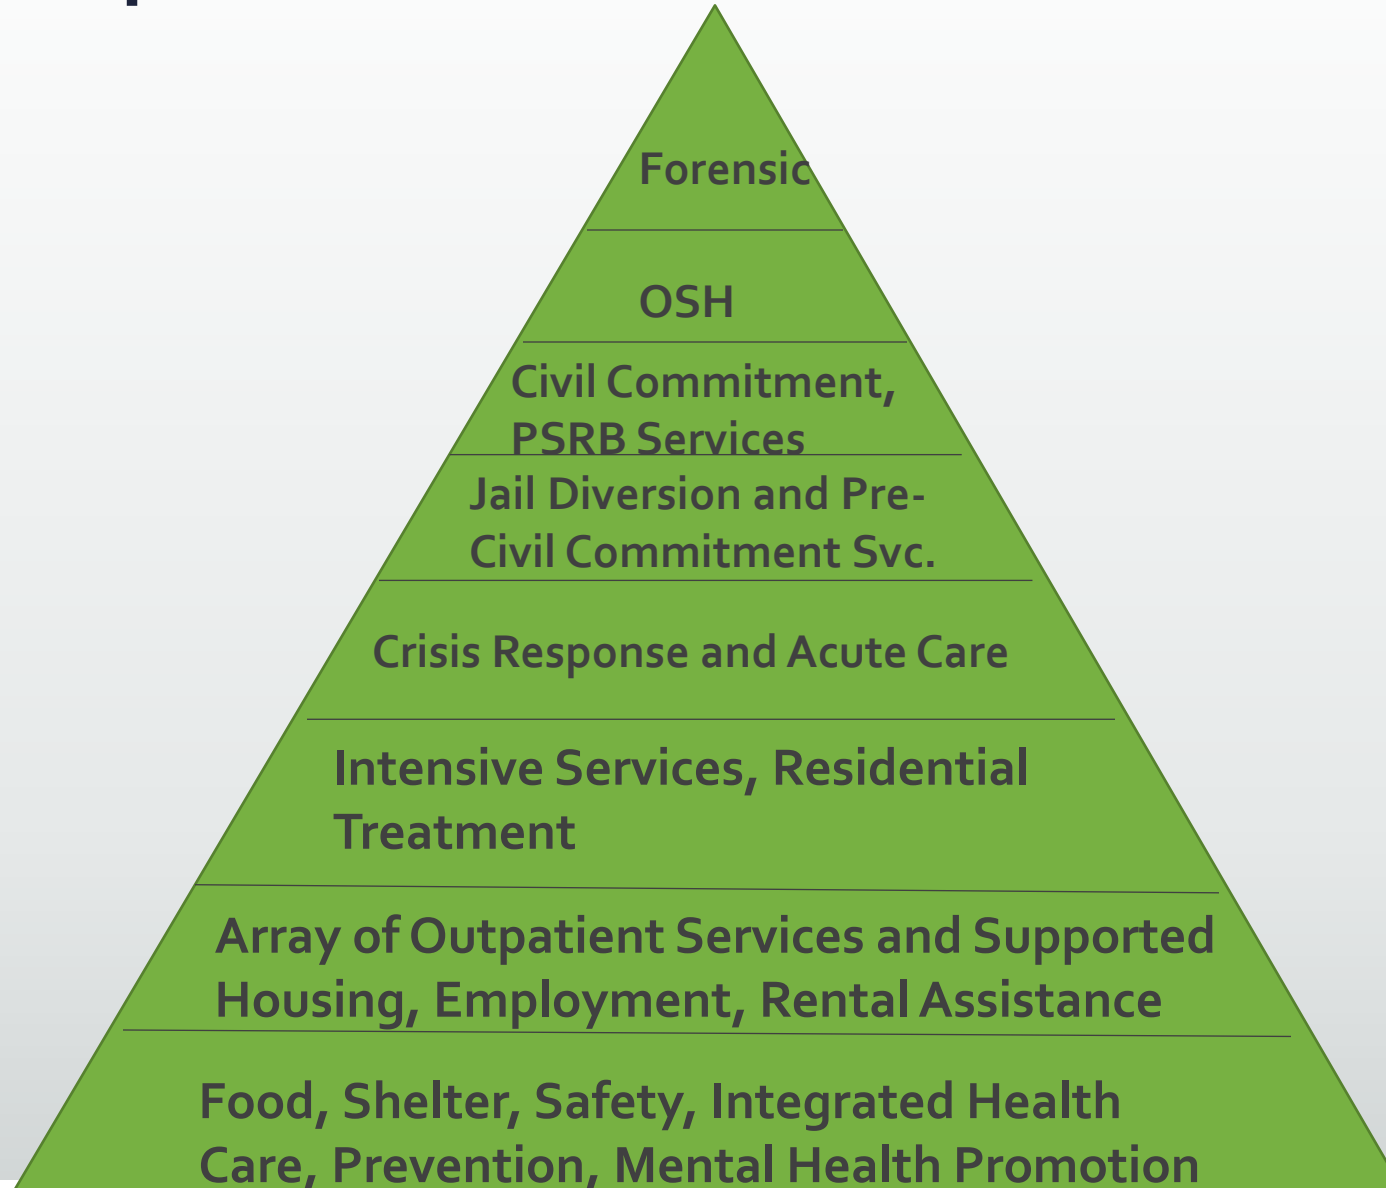 Forensic
OSH
Civil Commitment,
PSRB Services
Jail Diversion and Pre-
Civil Commitment Svc.
Crisis Response and Acute Care
Intensive Services, Residential
Treatment
Array of Outpatient Services and Supported
Housing, Employment, Rental Assistance
Food, Shelter, Safety, Integrated Health
Care, Prevention, Mental Health Promotion